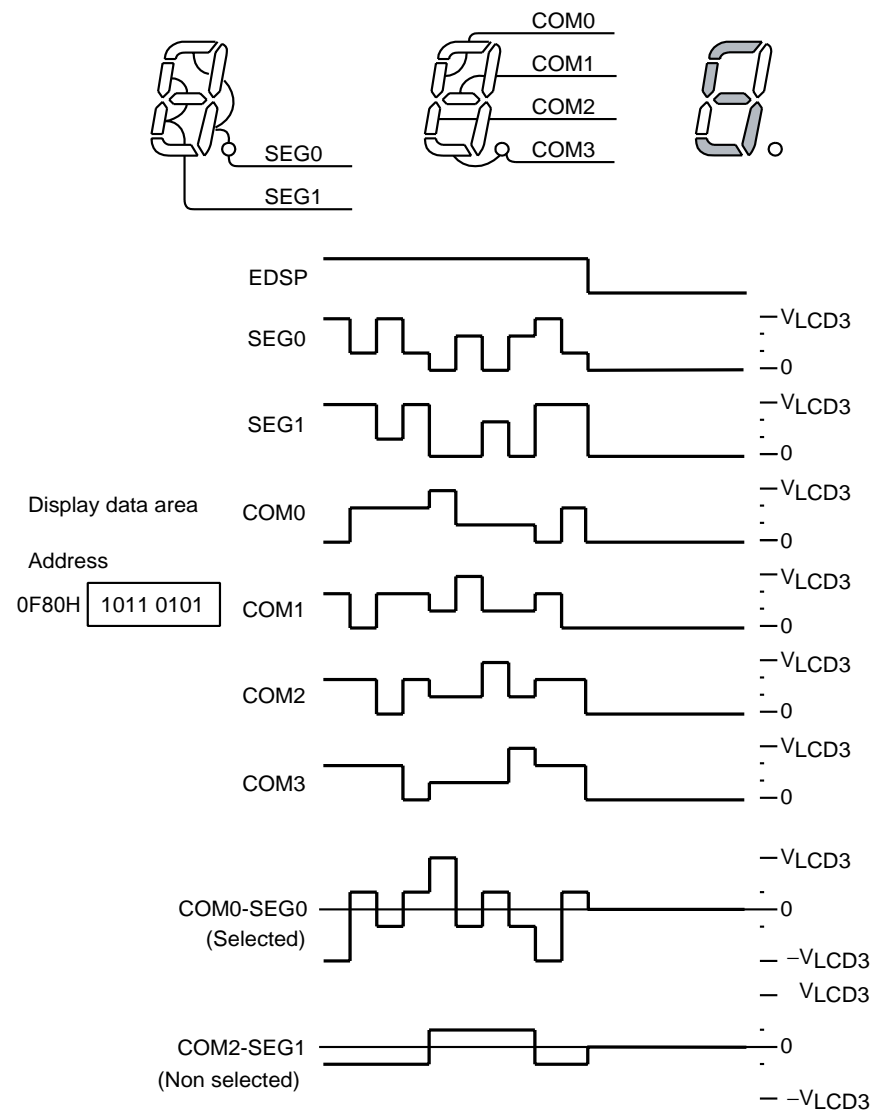 COM0
COM1
COM2
COM3
SEG0
SEG1
EDSP
VLCD3
SEG0
0
VLCD3
SEG1
0
VLCD3
Display data area
COM0
0
Address
VLCD3
0F80H 1011 0101
COM1
0
VLCD3
COM2
0
VLCD3
COM3
0
VLCD3
COM0-SEG0
0
(Selected)
−VLCD3
VLCD3
COM2-SEG1
0
(Non selected)
−VLCD3